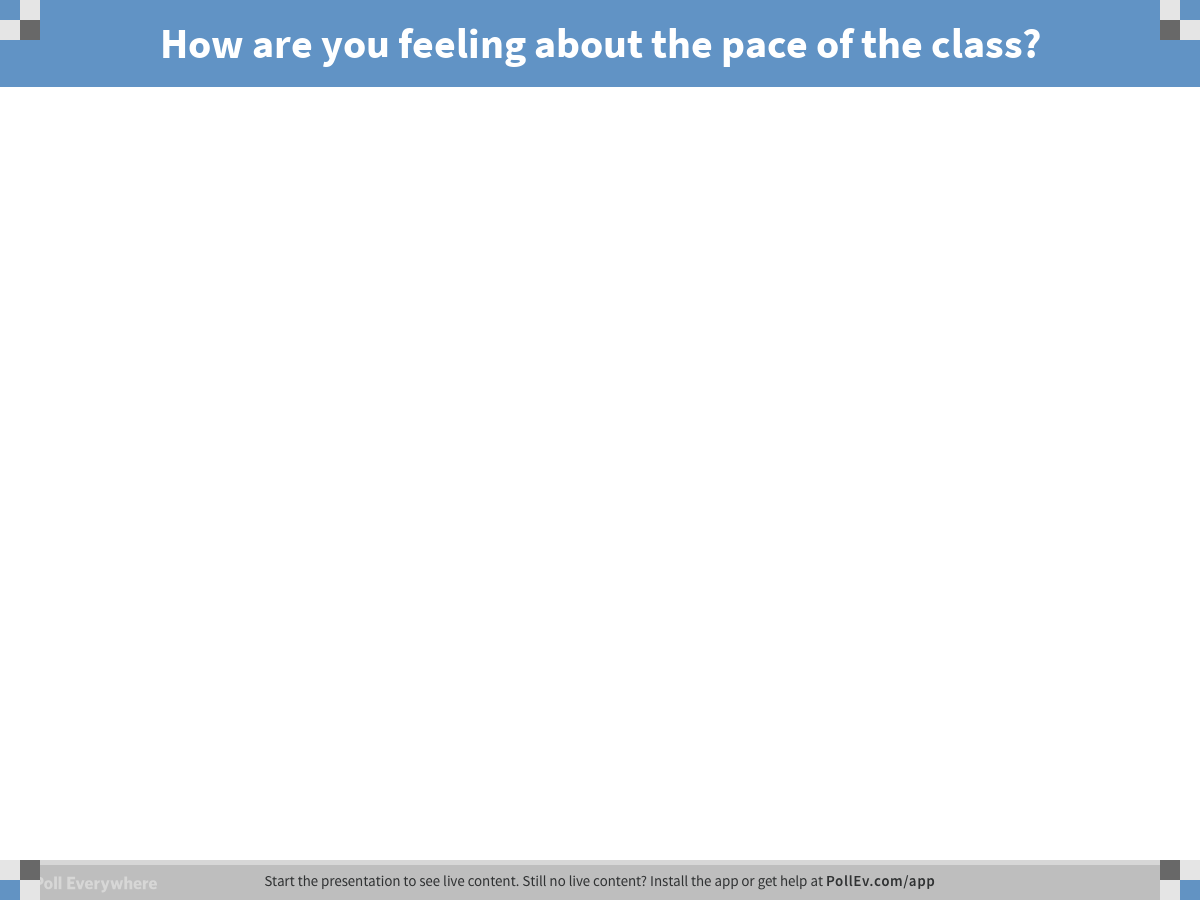 How are you feeling about the pace of the class?
Poll Everywhere
Start the presentation to see live content. Still no live content? Install the app or get help at PollEv.com/app